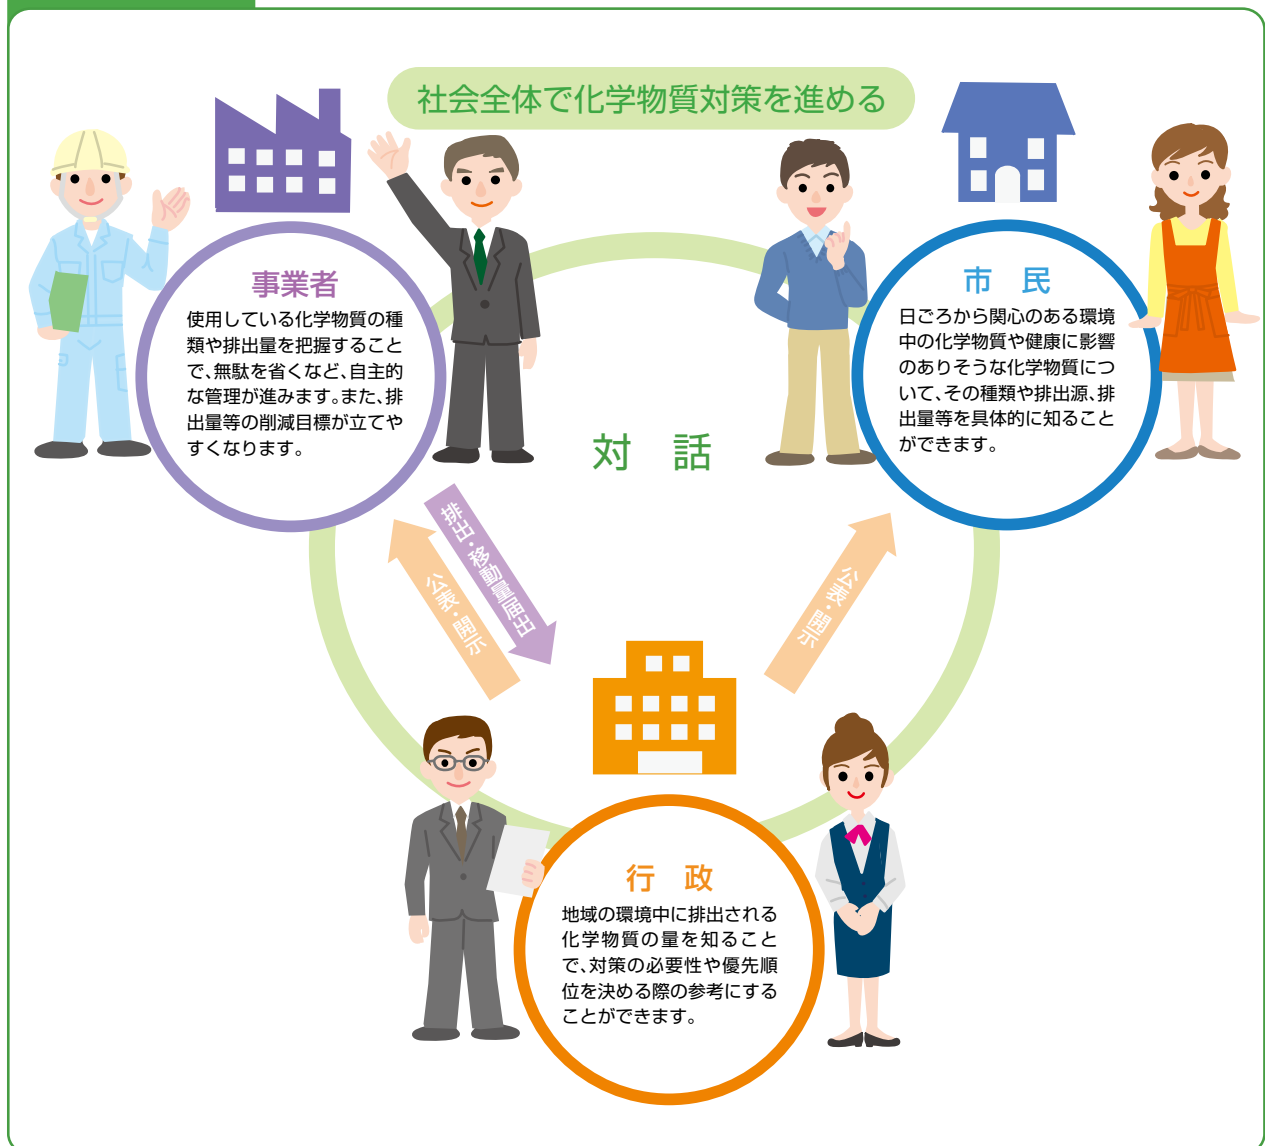 社会全体で化学物質対策を進める
事業者
使用している化学物質の種
類や排出量を把握すること
で、無駄を省くなど、自主的
な管理が進みます。また、排
出量等の削減目標が立てや
すくなります。
市　民
日ごろから関心のある環境
中の化学物質や健康に影響
のありそうな化学物質につ
いて、その種類や排出源、排
出量等を具体的に知ること
ができます。
対　話
排出・移動量届出
公表・開示
公表・開示
行　政
地域の環境中に排出される
化学物質の量を知ること
で、対策の必要性や優先順
位を決める際の参考にする
ことができます。